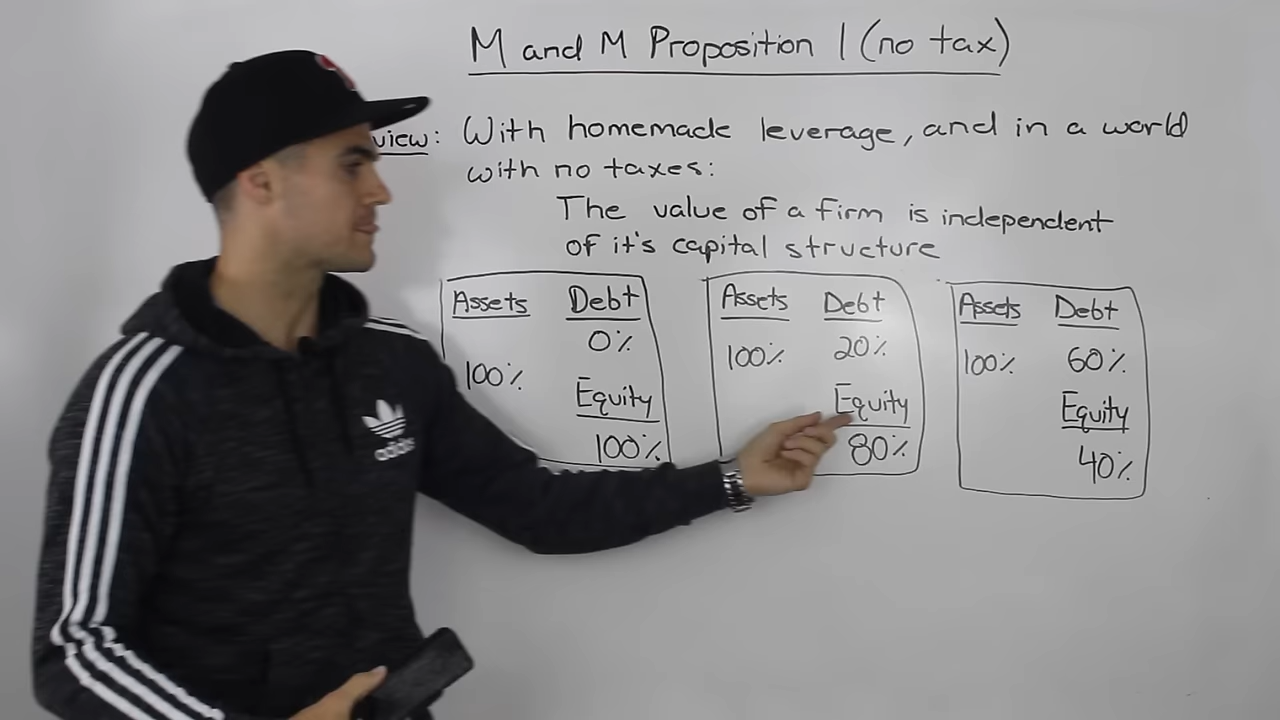 M and M Proposition 1 (no tax)
view: With homemade leverage, and in a world
with no taxes:
The value of a firm is independent
of it's capital structure
Assets Debt
0%
100%
Equity
100%
Assets Debt
100% 20%
Equity
80%
Assets Debt
100% 60%
Equity
40%
adidas